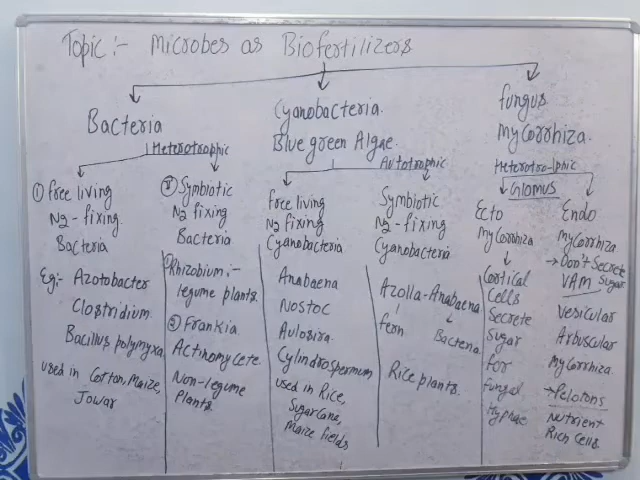 Topic :- Microbes as Biofertilizers
Bacteria
Heterotrophic
① Free living
N2-fixing
Bacteria
Eg:- Azotobacter
Clostridium
Bacillus polymyxa
used in Cotton, Maize,
Jowar
② Symbiotic
N2 fixing
Bacteria
① Rhizobium :-
legume plants.
② Frankia
Actinomycete
Non-legume
Plants.
Cyanobacteria.
Blue green Algae.
Autotrophic
Free living
N2 fixing
Cyanobacteria
Anabaena
Nostoc
Aulosira
Cylindrospermum
used in Rice,
Sugarcane,
Maize fields
Symbiotic
N2-fixing
Cyanobacteria
Azolla-Anabaena
fern
Bacteria
Rice plants.
fungus
Mycorrhiza.
Heterotrophic
Glomus
Ecto
Mycorrhiza
Cortical
Cells
Secrete
Sugar
for
fungal
Hyphae
Endo
Mycorrhiza
→ Don't Secrete
Sugar
VAM
Vesicular
Arbuscular
Mycorrhiza.
→ Pelotons
Nutrient
Rich Cells.